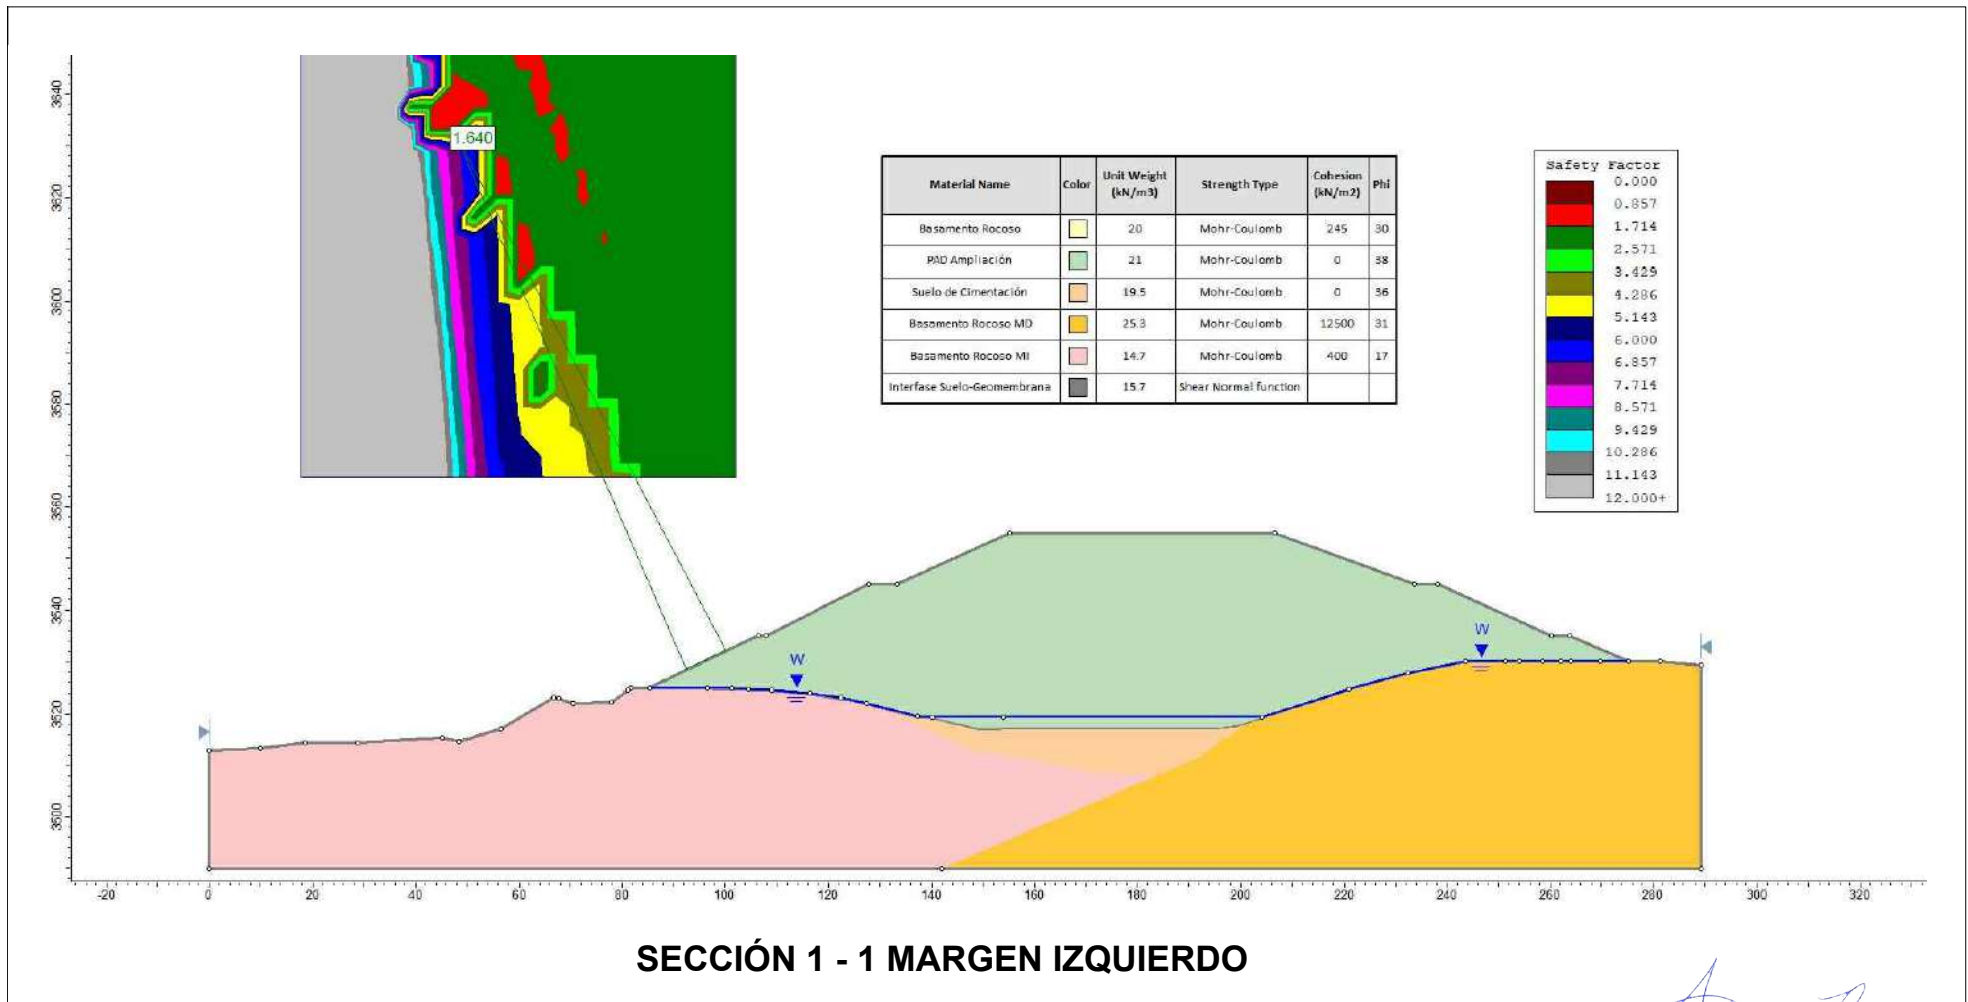 3640
3620
3600
3580
3560
3540
3520
3500
1.640
Material Name Color Unit Weight (kN/m3) Strength Type Cohesion (kN/m2) Phi
Basamento Rocoso 20 Mohr-Coulomb 245 30
PAD Ampliación 21 Mohr-Coulomb 0 38
Suelo de Cimentación 19.5 Mohr-Coulomb 0 36
Basamento Rocoso MD 25.3 Mohr-Coulomb 12500 31
Basamento Rocoso MI 14.7 Mohr-Coulomb 400 17
Interfase Suelo-Geomembrana 15.7 Shear Normal function
Safety Factor
0.000
0.857
1.714
2.571
3.429
4.286
5.143
6.000
6.857
7.714
8.571
9.429
10.286
11.143
12.000+
W
W
-20 0 20 40 60 80 100 120 140 160 180 200 220 240 260 280 300 320
SECCIÓN 1 - 1 MARGEN IZQUIERDO